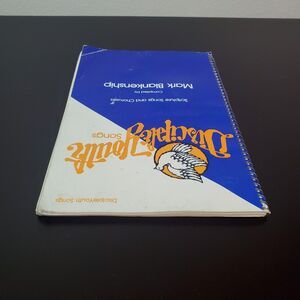 DiscipleYouth Songs
DiscipleYouth
Songs
Scripture Songs and Choruses
Compiled by
Mark Blankenship